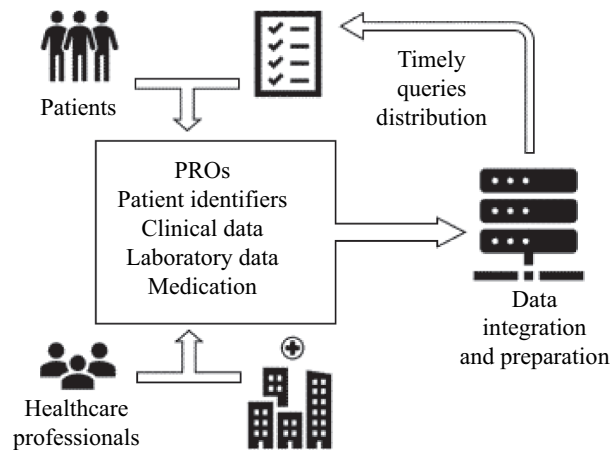 Patients
Timely
queries
distribution
PROs
Patient identifiers
Clinical data
Laboratory data
Medication
Data
integration
and preparation
Healthcare
professionals